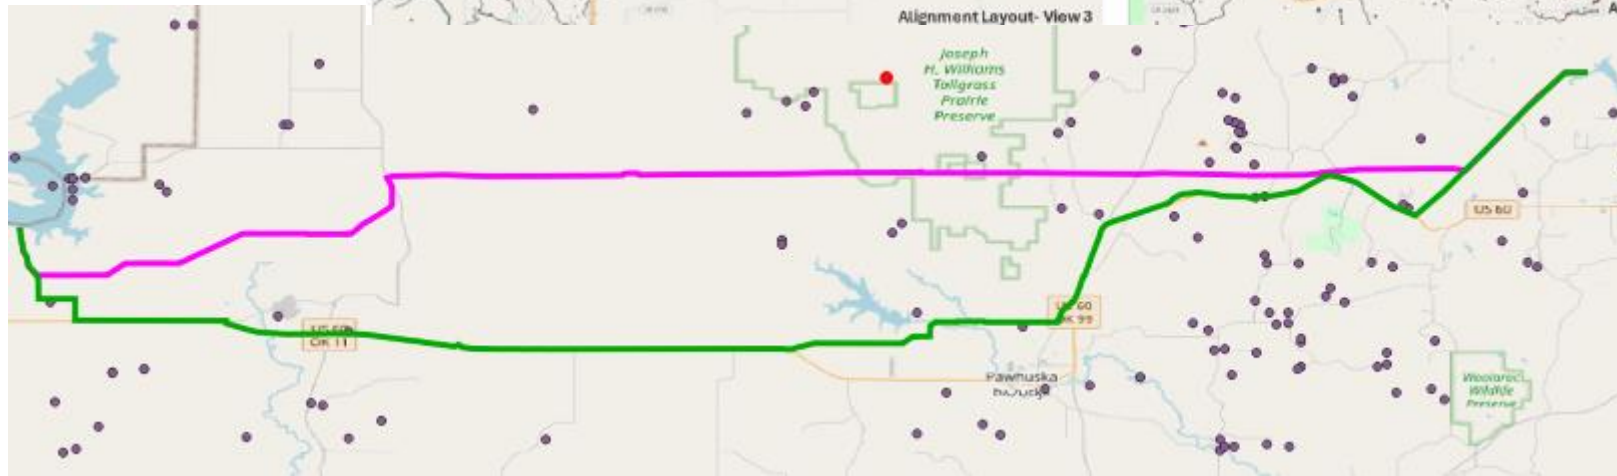 Alignment Layout- View 3
Joseph
H. Williams
Tallgrass
Prairie
Preserve
US 60
US 60
OK 99
US 60
OK 11
Pawhuska
Woolaroc
Wildlife
Preserve